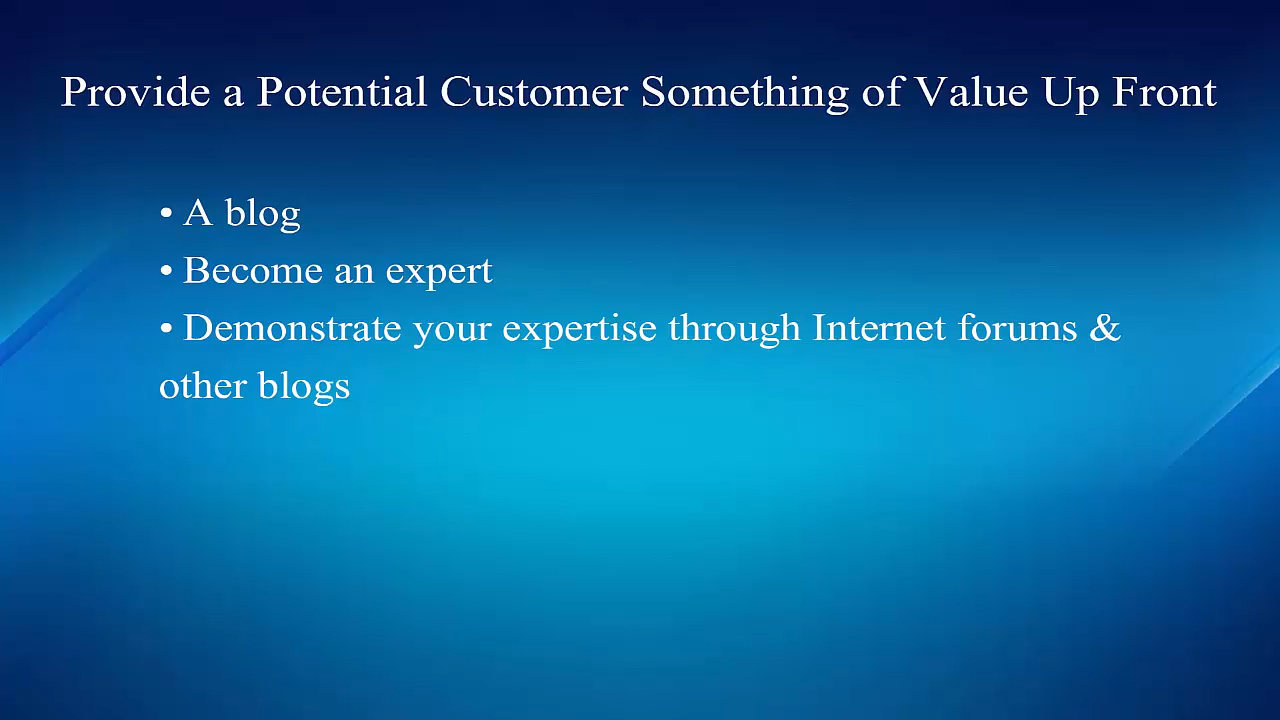 Provide a Potential Customer Something of Value Up Front
• A blog
• Become an expert
• Demonstrate your expertise through Internet forums &
other blogs